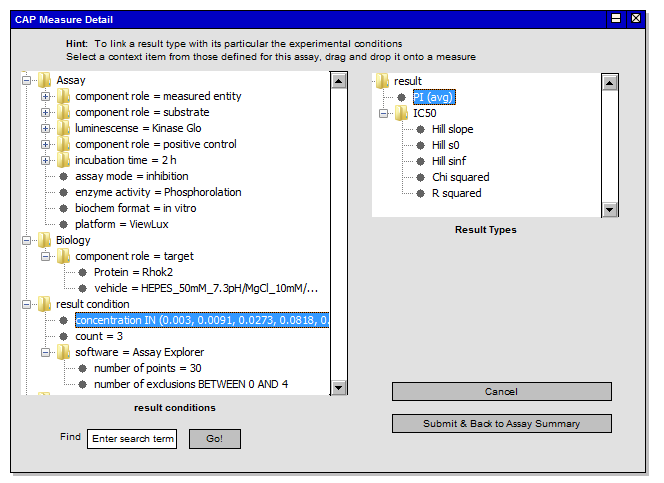 CAP Measure Detail
Hint: To link a result type with its particular the experimental conditions
Select a context item from those defined for this assay, drag and drop it onto a measure
Assay
component role = measured entity
component role = substrate
luminescense = Kinase Glo
component role = positive control
incubation time = 2 h
assay mode = inhibition
enzyme activity = Phosphorolation
biochem format = in vitro
platform = ViewLux
Biology
component role = target
Protein = Rhok2
vehicle = HEPES_50mM_7.3pH/MgCl_10mM/...
result condition
concentration IN (0.003, 0.0091, 0.0273, 0.0818, 0.
count = 3
software = Assay Explorer
number of points = 30
number of exclusions BETWEEN 0 AND 4
result conditions
Find
Enter search term
Go!
result
PI (avg)
IC50
Hill slope
Hill s0
Hill sinf
Chi squared
R squared
Result Types
Cancel
Submit & Back to Assay Summary